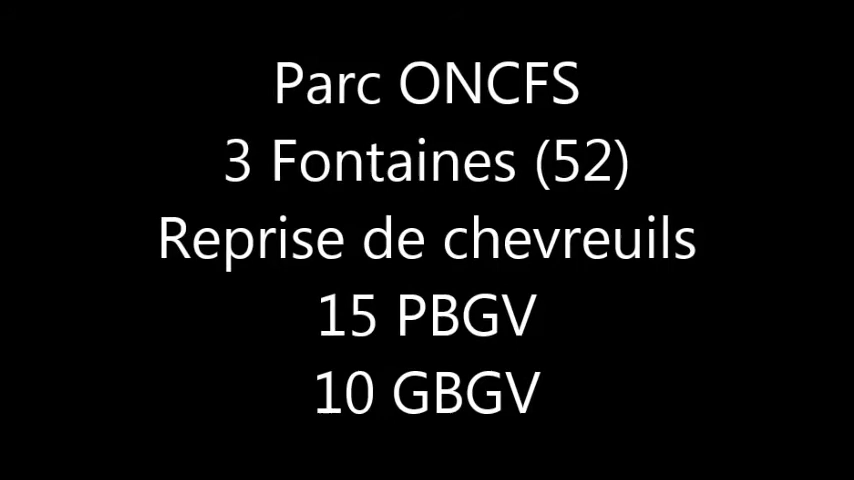 Parc ONCFS
3 Fontaines (52)
Reprise de chevreuils
15 PBGV
10 GBGV